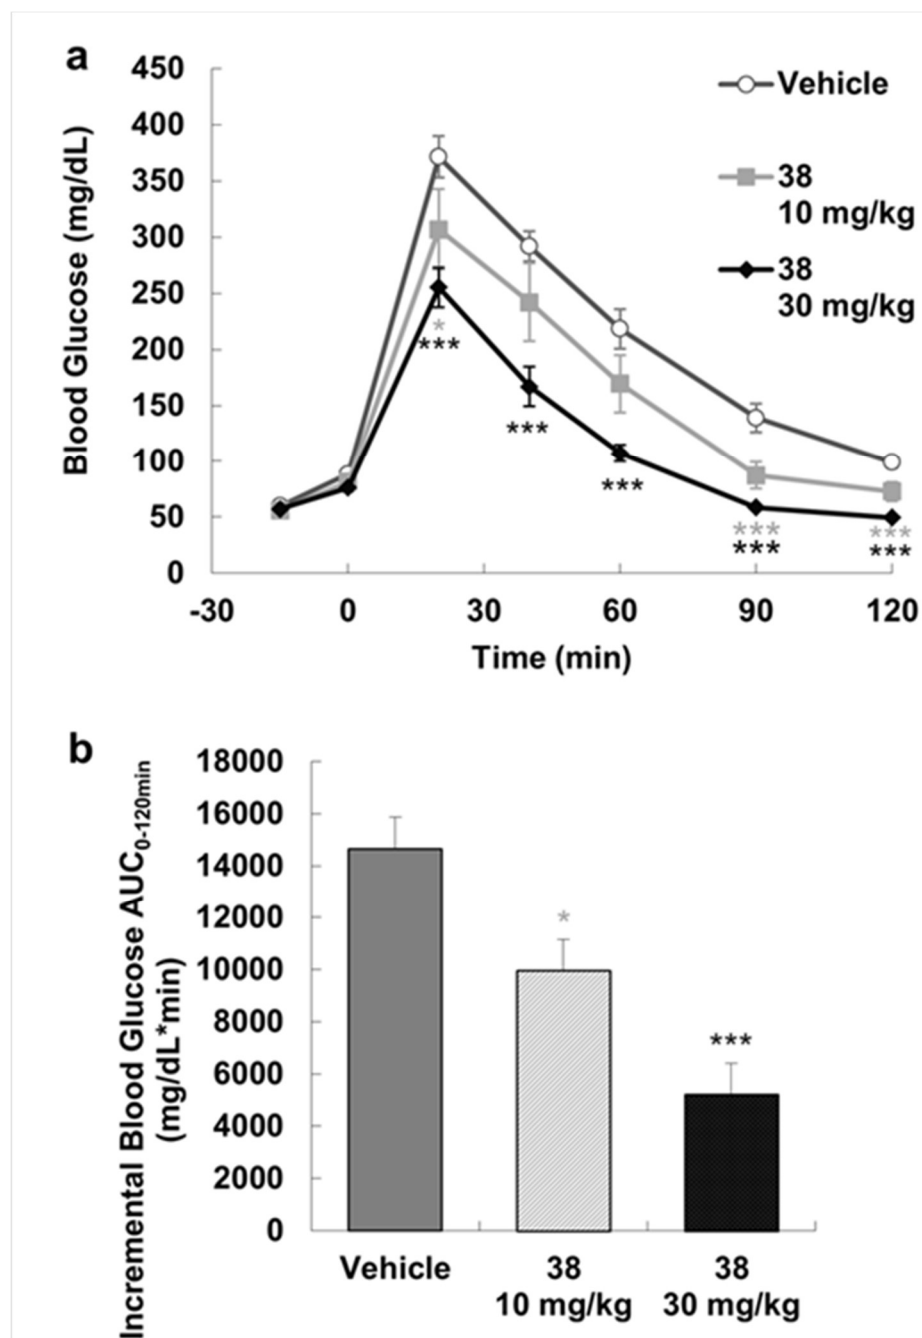 a
450
400
350
300
250
200
150
100
50
0
Blood Glucose (mg/dL)
Vehicle
38
10 mg/kg
38
30 mg/kg
*
***
***
***
***
***
***
***
-30 0 30 60 90 120
Time (min)
b
18000
16000
14000
12000
10000
8000
6000
4000
2000
0
Incremental Blood Glucose AUC0-120min
(mg/dL*min)
*
***
Vehicle 38 38
10 mg/kg 30 mg/kg